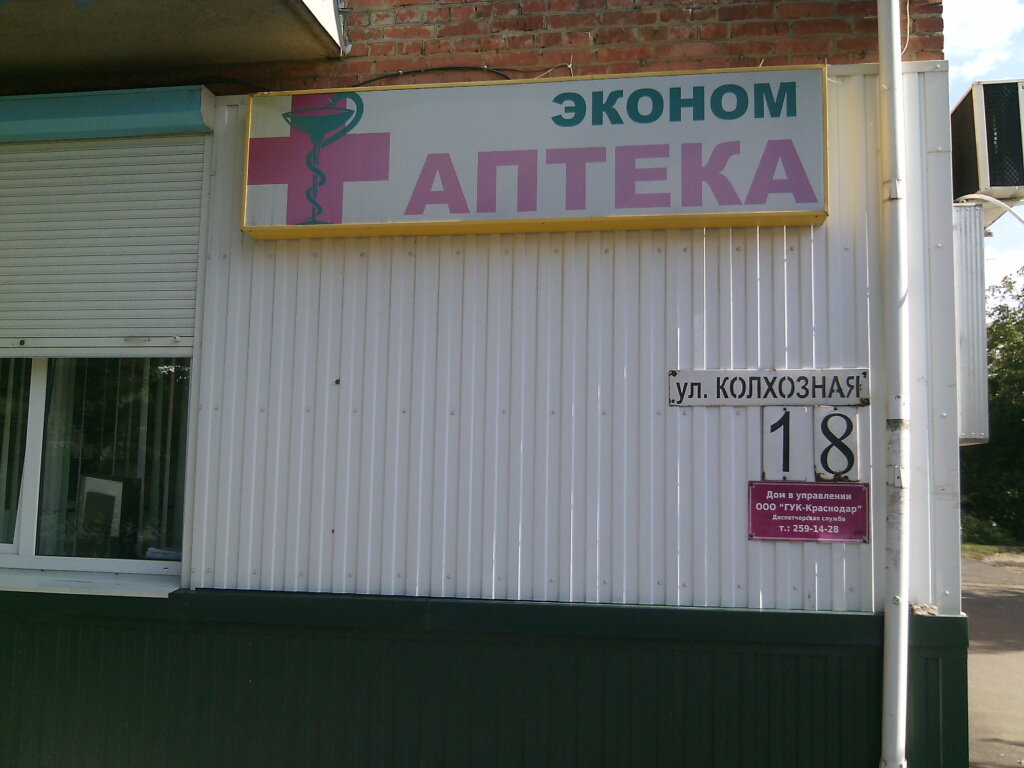 ЭКОНОМ
АПТЕКА
ул. КОЛХОЗНАЯ
18
Дом в управлении
ООО "ГУК-Краснодар"
Диспетчерская служба
т.: 259-14-28